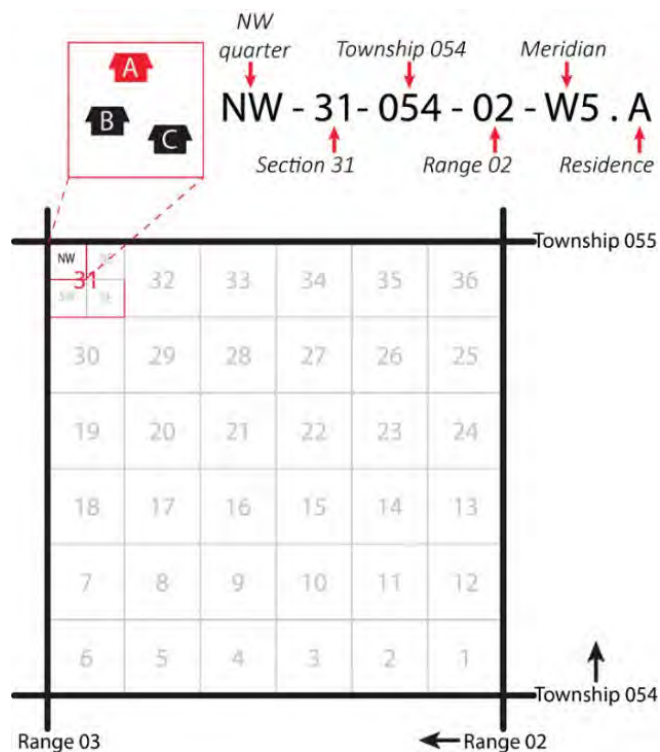 NW
quarter
Township 054
Meridian
A
B
C
NW - 31 - 054 - 02 - W5 . A
Section 31
Range 02
Residence
Township 055
NW NE
31
SW SE
32 33 34 35 36
30 29 28 27 26 25
19 20 21 22 23 24
18 17 16 15 14 13
7 8 9 10 11 12
6 5 4 3 2 1
Township 054
Range 03
Range 02